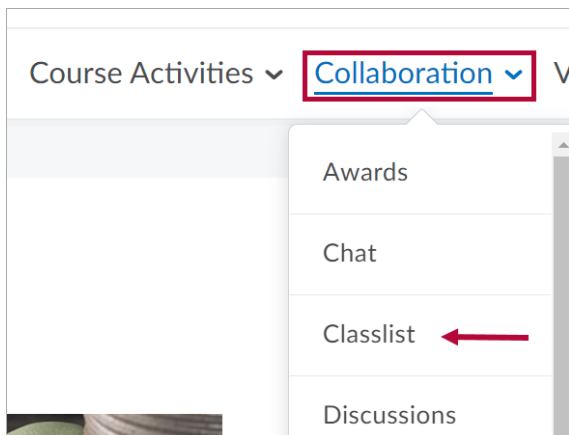 Course Activities Collaboration V
Awards
Chat
Classlist
Discussions